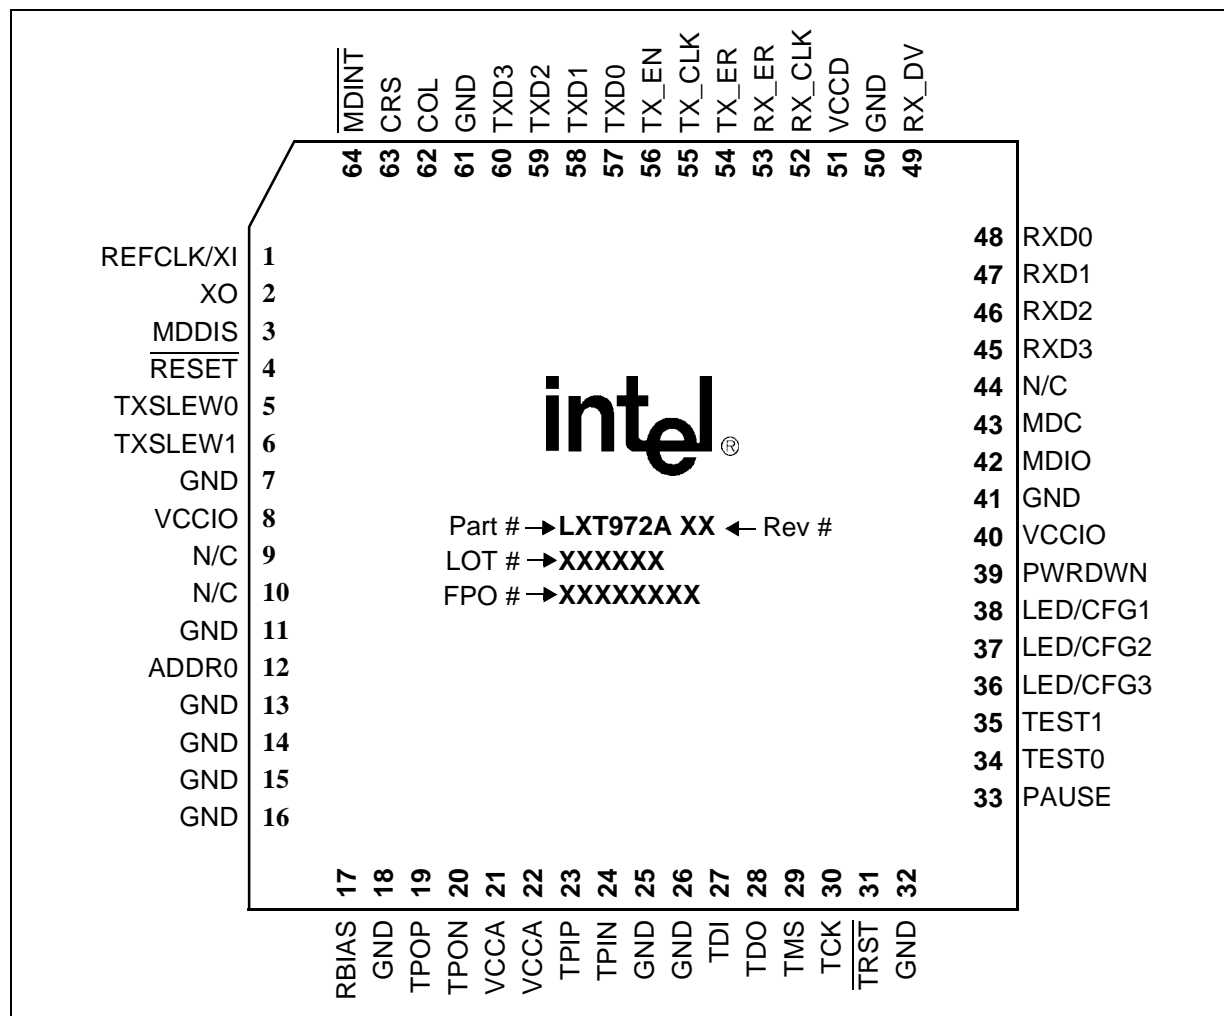 MDINT
CRS
COL
GND
TXD3
TXD2
TXD1
TXD0
TX_EN
TX_CLK
TX_ER
RX_ER
RX_CLK
VCCD
GND
RX_DV
64
63
62
61
60
59
58
57
56
55
54
53
52
51
50
49
REFCLK/XI 1
XO 2
MDDIS 3
RESET 4
TXSLEW0 5
TXSLEW1 6
GND 7
VCCIO 8
N/C 9
N/C 10
GND 11
ADDR0 12
GND 13
GND 14
GND 15
GND 16
intel ®
Part # → LXT972A XX ← Rev #
LOT # → XXXXXX
FPO # → XXXXXXXX
48 RXD0
47 RXD1
46 RXD2
45 RXD3
44 N/C
43 MDC
42 MDIO
41 GND
40 VCCIO
39 PWRDWN
38 LED/CFG1
37 LED/CFG2
36 LED/CFG3
35 TEST1
34 TEST0
33 PAUSE
17
18
19
20
21
22
23
24
25
26
27
28
29
30
31
32
RBIAS
GND
TPOP
TPON
VCCA
VCCA
TPIP
TPIN
GND
GND
TDI
TDO
TMS
TCK
TRST
GND